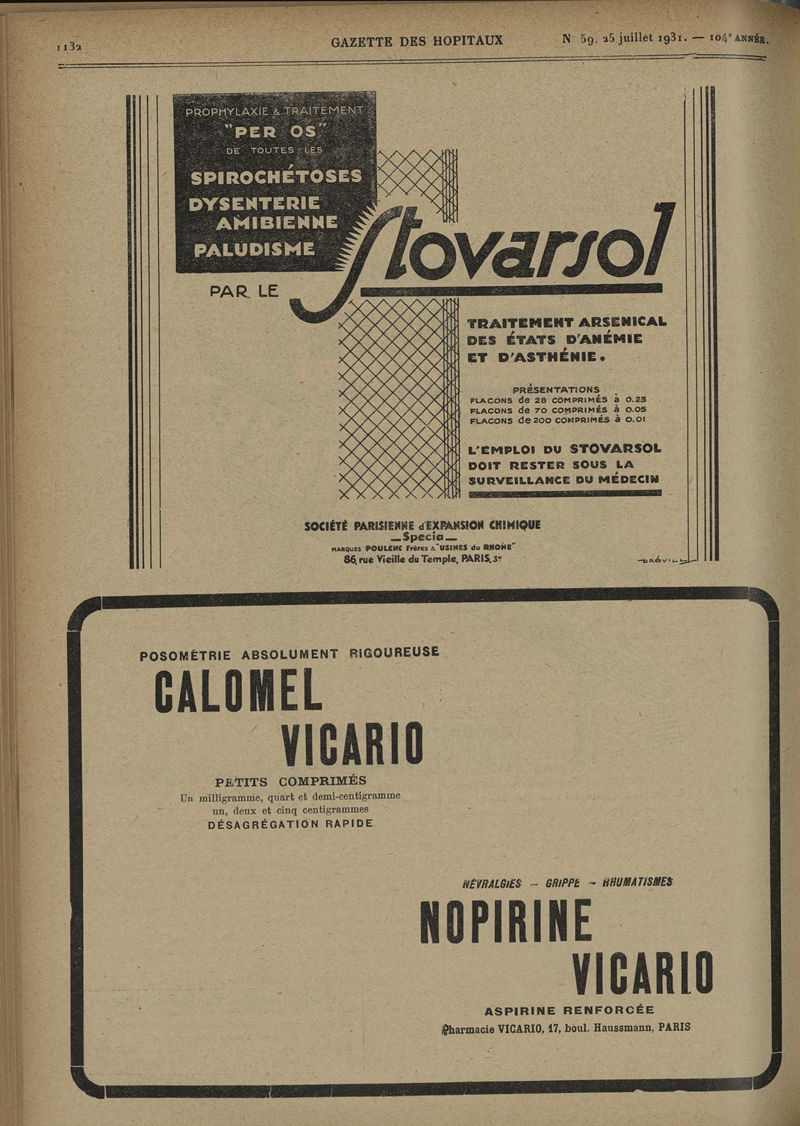 1132
GAZETTE DES HOPITAUX
N 59. 25 juillet 1931. — 104e ANNÉE.
PROPHYLAXIE & TRAITEMENT
"PER OS"
DE TOUTES LES
SPIROCHÉTOSES
DYSENTERIE
AMIBIENNE
PALUDISME
PAR LE
Stovarsol
TRAITEMENT ARSENICAL
DES ÉTATS D'ANÉMIE
ET D'ASTHÉNIE.
PRÉSENTATIONS
FLACONS de 28 COMPRIMÉS à 0.25
FLACONS de 70 COMPRIMÉS à 0.05
FLACONS de 200 COMPRIMÉS à 0.01
L'EMPLOI DU STOVARSOL
DOIT RESTER SOUS LA
SURVEILLANCE DU MÉDECIN
SOCIÉTÉ PARISIENNE d'EXPANSION CHIMIQUE
—Specia—
MARQUES POULENC Frères & "USINES du RHONE"
86, rue Vieille du Temple, PARIS, 3e
POSOMÉTRIE ABSOLUMENT RIGOUREUSE
CALOMEL
VICARIO
PETITS COMPRIMÉS
Un milligramme, quart et demi-centigramme
un, deux et cinq centigrammes
DÉSAGRÉGATION RAPIDE
NÉVRALGIES - GRIPPE - RHUMATISMES
NOPIRINE
VICARIO
ASPIRINE RENFORCÉE
Pharmacie VICARIO, 17, boul. Haussmann, PARIS